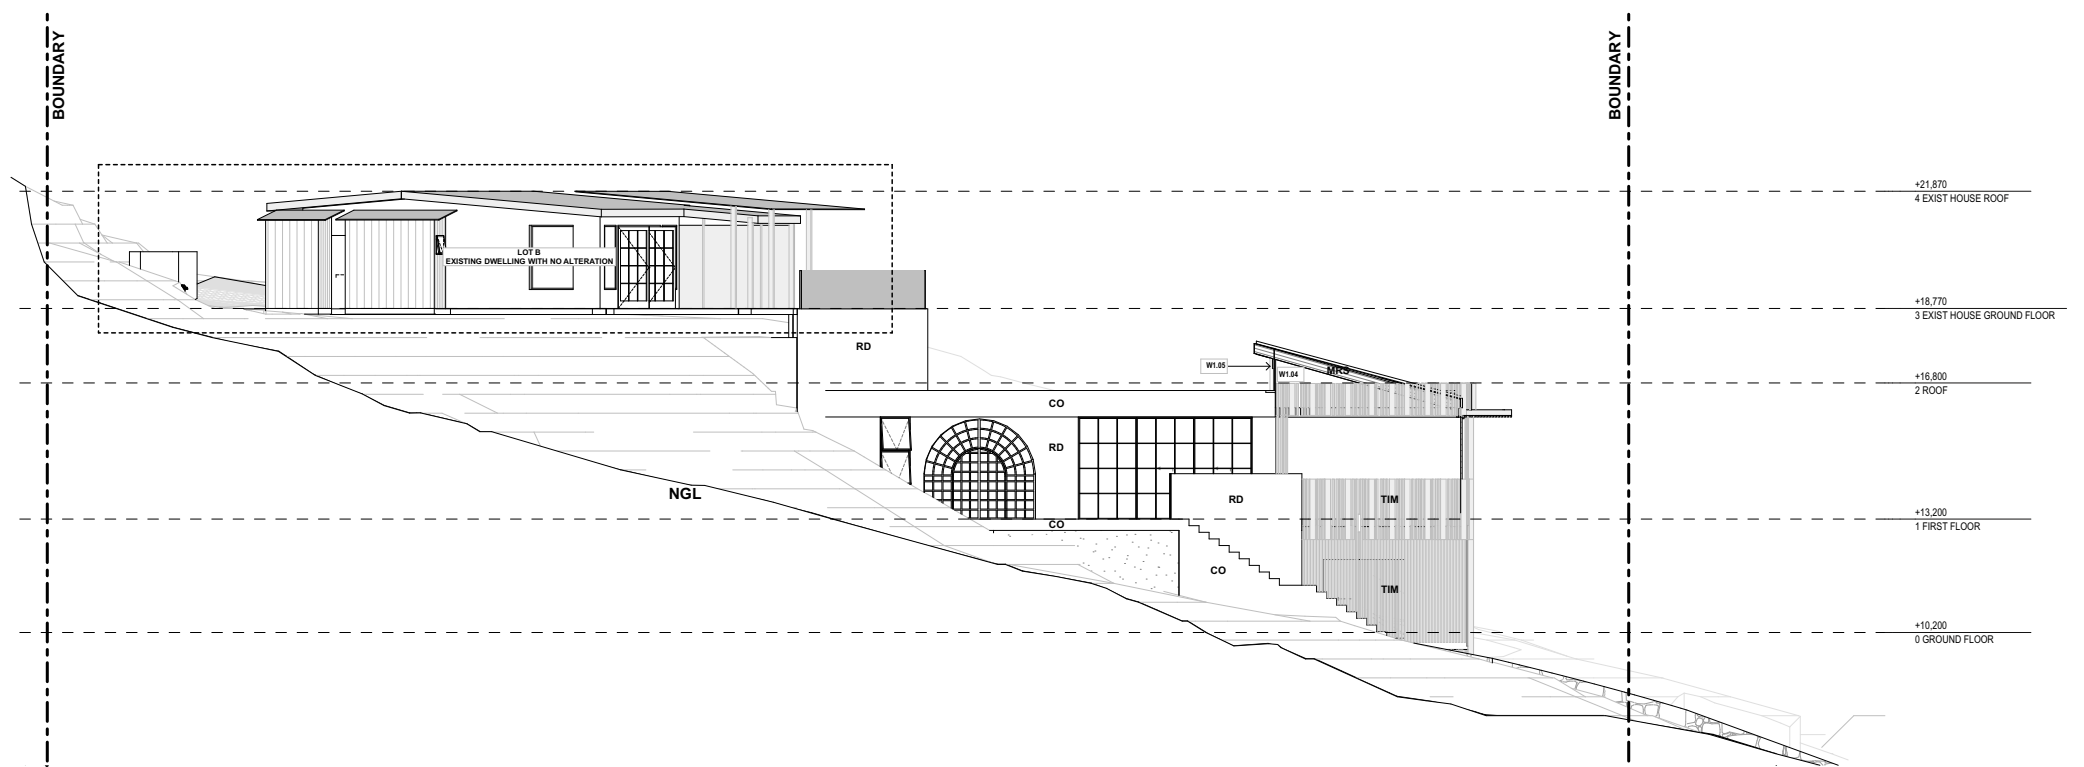 BOUNDARY
BOUNDARY
+21,870
4 EXIST HOUSE ROOF
LOT B
EXISTING DWELLING WITH NO ALTERATION
+18,770
3 EXIST HOUSE GROUND FLOOR
RD
W1.05
MRS
W1.04
+16,800
2 ROOF
CO
RD
NGL
RD
TIM
+13,200
1 FIRST FLOOR
CO
CO
TIM
+10,200
0 GROUND FLOOR